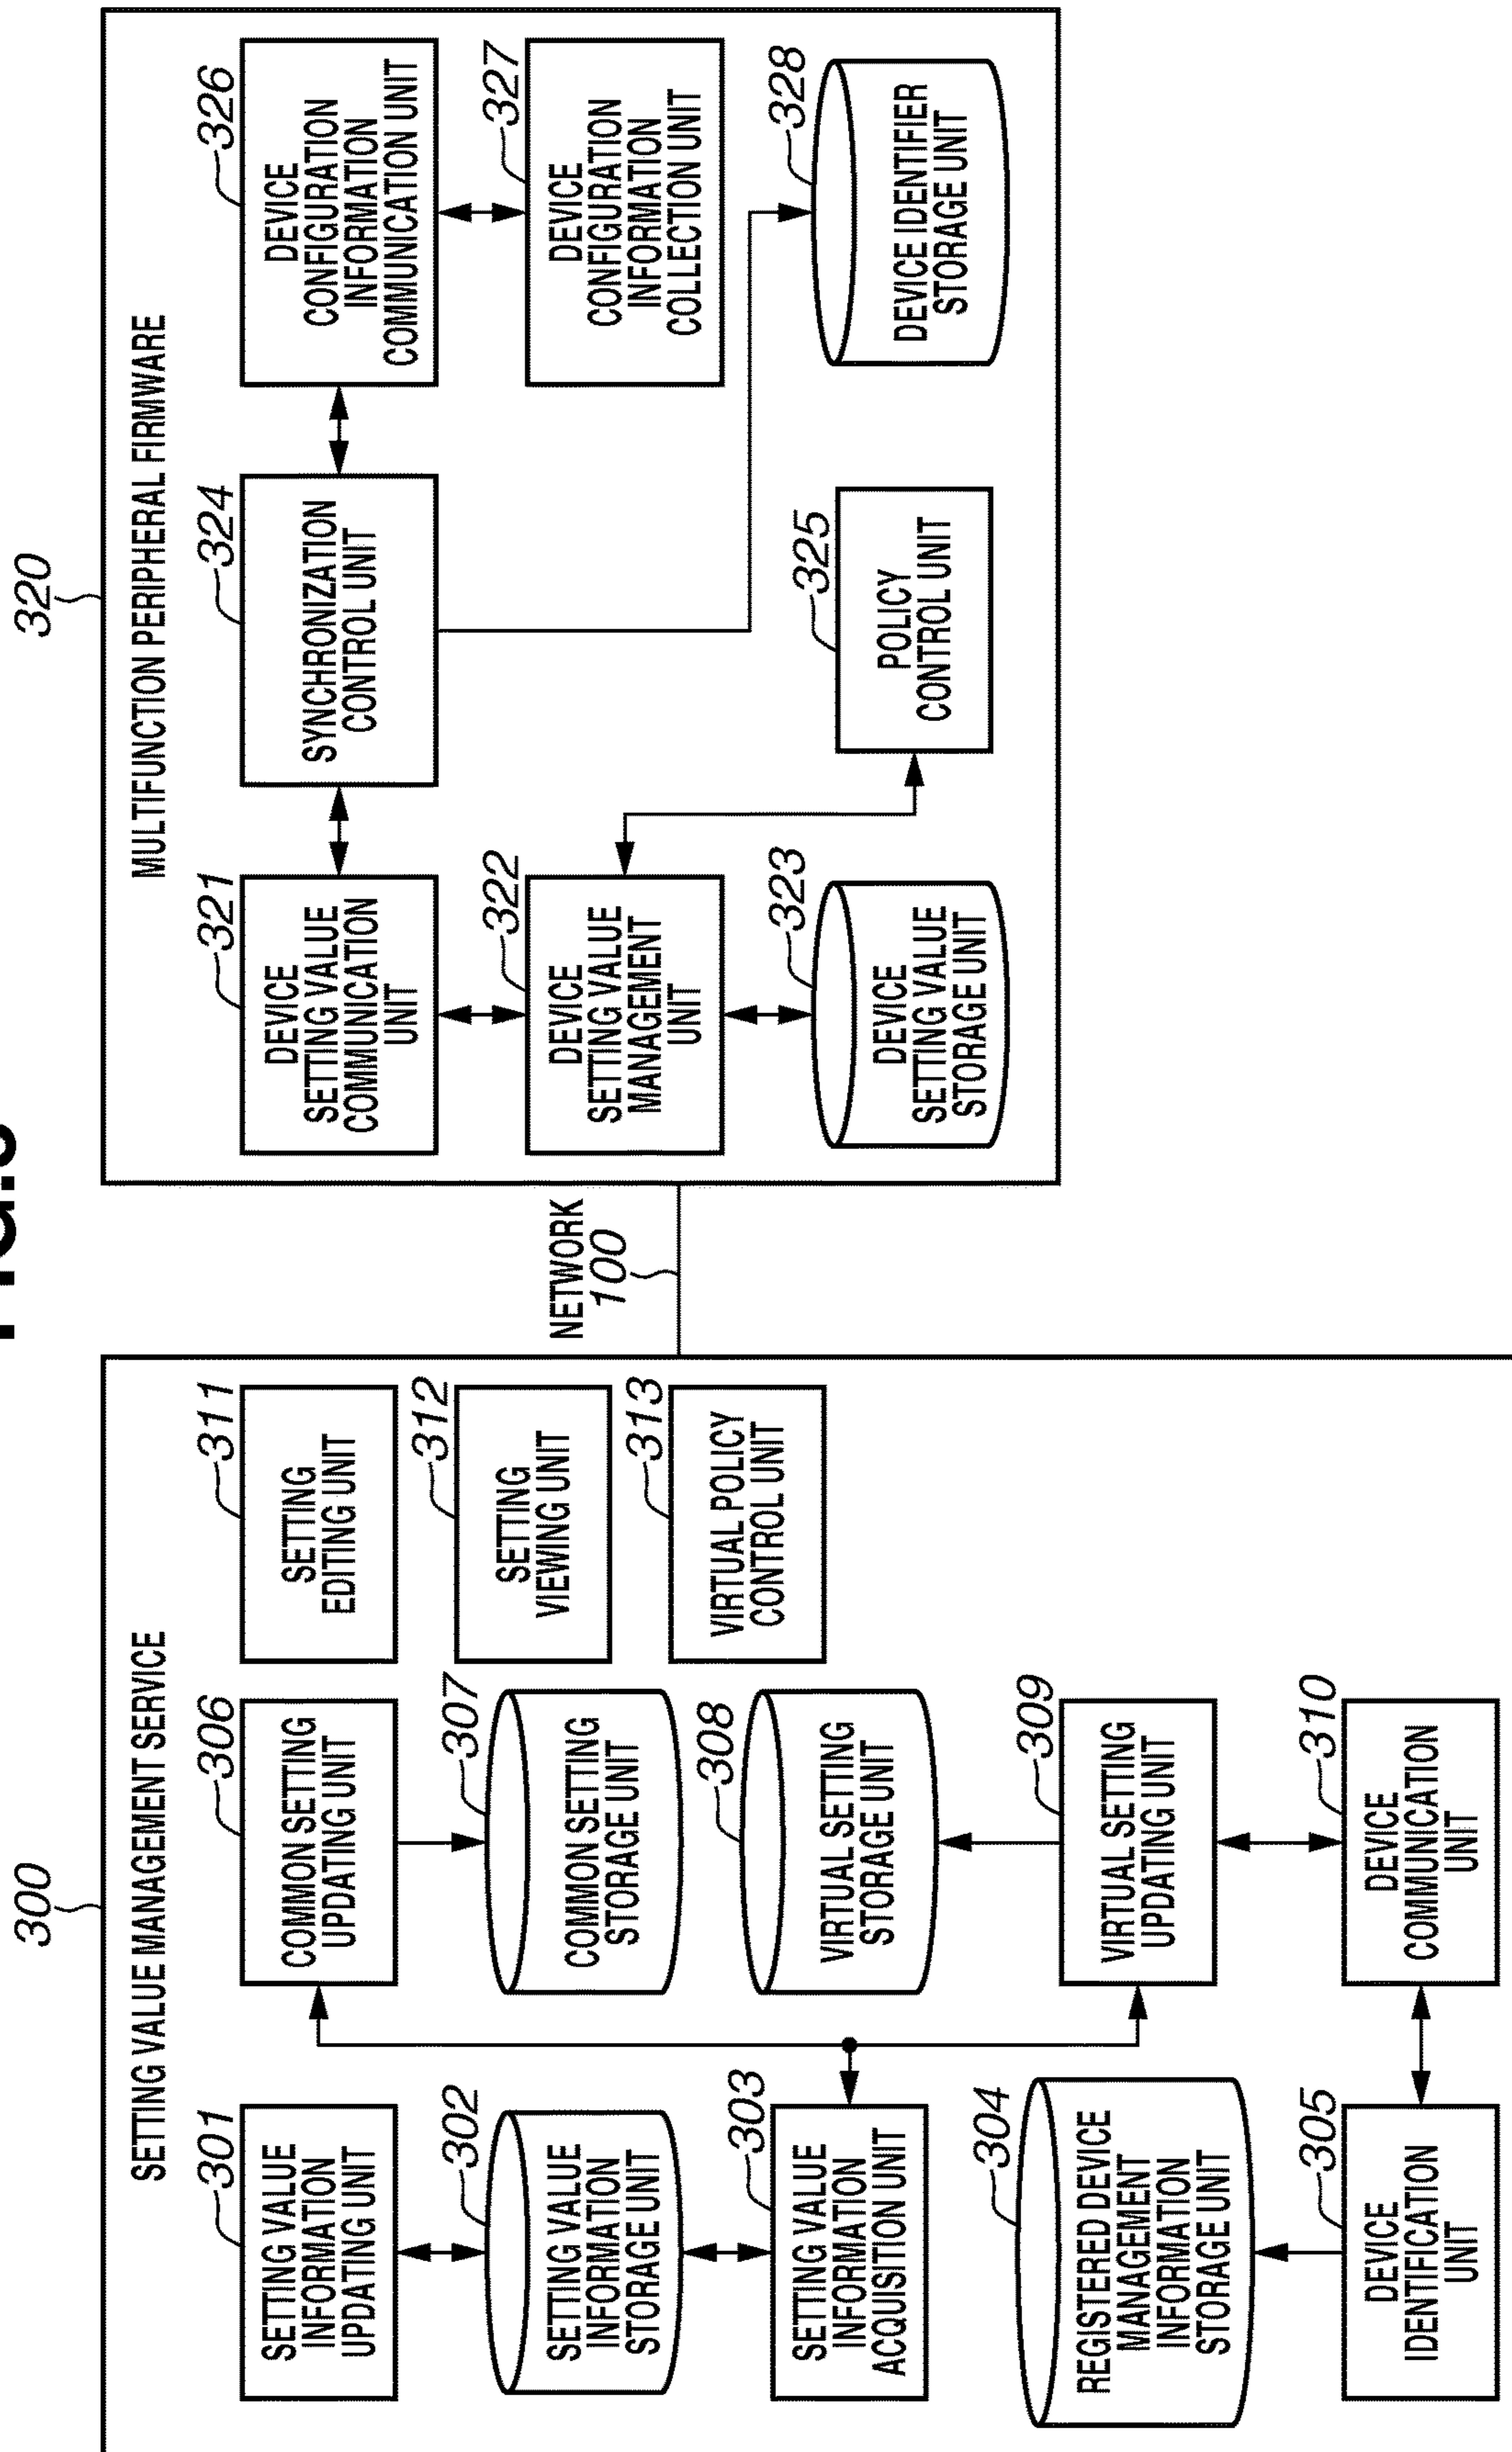 300
SETTING VALUE MANAGEMENT SERVICE
301
SETTING VALUE
INFORMATION
UPDATING UNIT
302
SETTING VALUE
INFORMATION
STORAGE UNIT
303
SETTING VALUE
INFORMATION
ACQUISITION UNIT
304
REGISTERED DEVICE
MANAGEMENT
INFORMATION
STORAGE UNIT
305
DEVICE
IDENTIFICATION
UNIT
306
COMMON SETTING
UPDATING UNIT
307
COMMON SETTING
STORAGE UNIT
308
VIRTUAL SETTING
STORAGE UNIT
309
VIRTUAL SETTING
UPDATING UNIT
310
DEVICE
COMMUNICATION
UNIT
311
SETTING
EDITING UNIT
312
SETTING
VIEWING UNIT
313
VIRTUAL POLICY
CONTROL UNIT
NETWORK
100
320
MULTIFUNCTION PERIPHERAL FIRMWARE
321
DEVICE
SETTING VALUE
COMMUNICATION
UNIT
322
DEVICE
SETTING VALUE
MANAGEMENT
UNIT
323
DEVICE
SETTING VALUE
STORAGE UNIT
324
SYNCHRONIZATION
CONTROL UNIT
325
POLICY
CONTROL UNIT
326
DEVICE
CONFIGURATION
INFORMATION
COMMUNICATION UNIT
327
DEVICE
CONFIGURATION
INFORMATION
COLLECTION UNIT
328
DEVICE IDENTIFIER
STORAGE UNIT